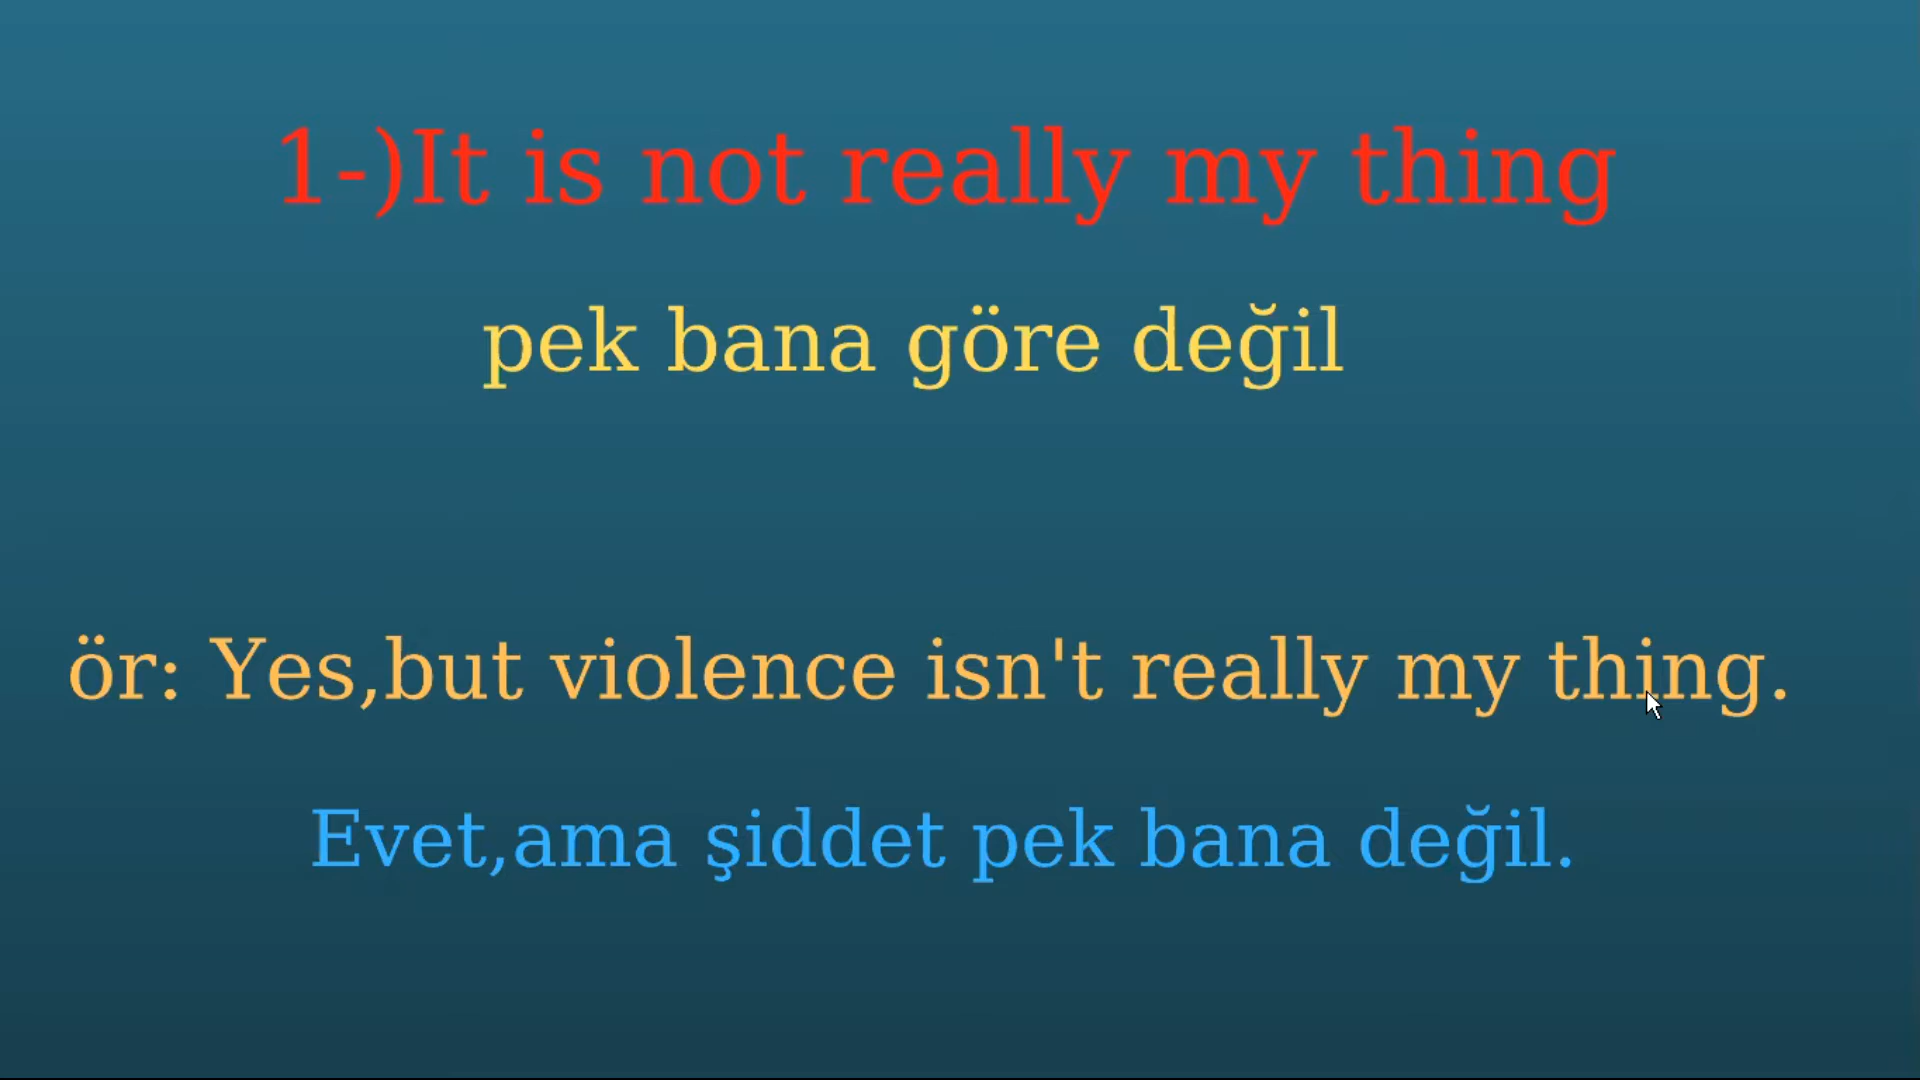 1-)It is not really my thing
pek bana göre değil
ör: Yes,but violence isn't really my thing.
Evet,ama şiddet pek bana değil.